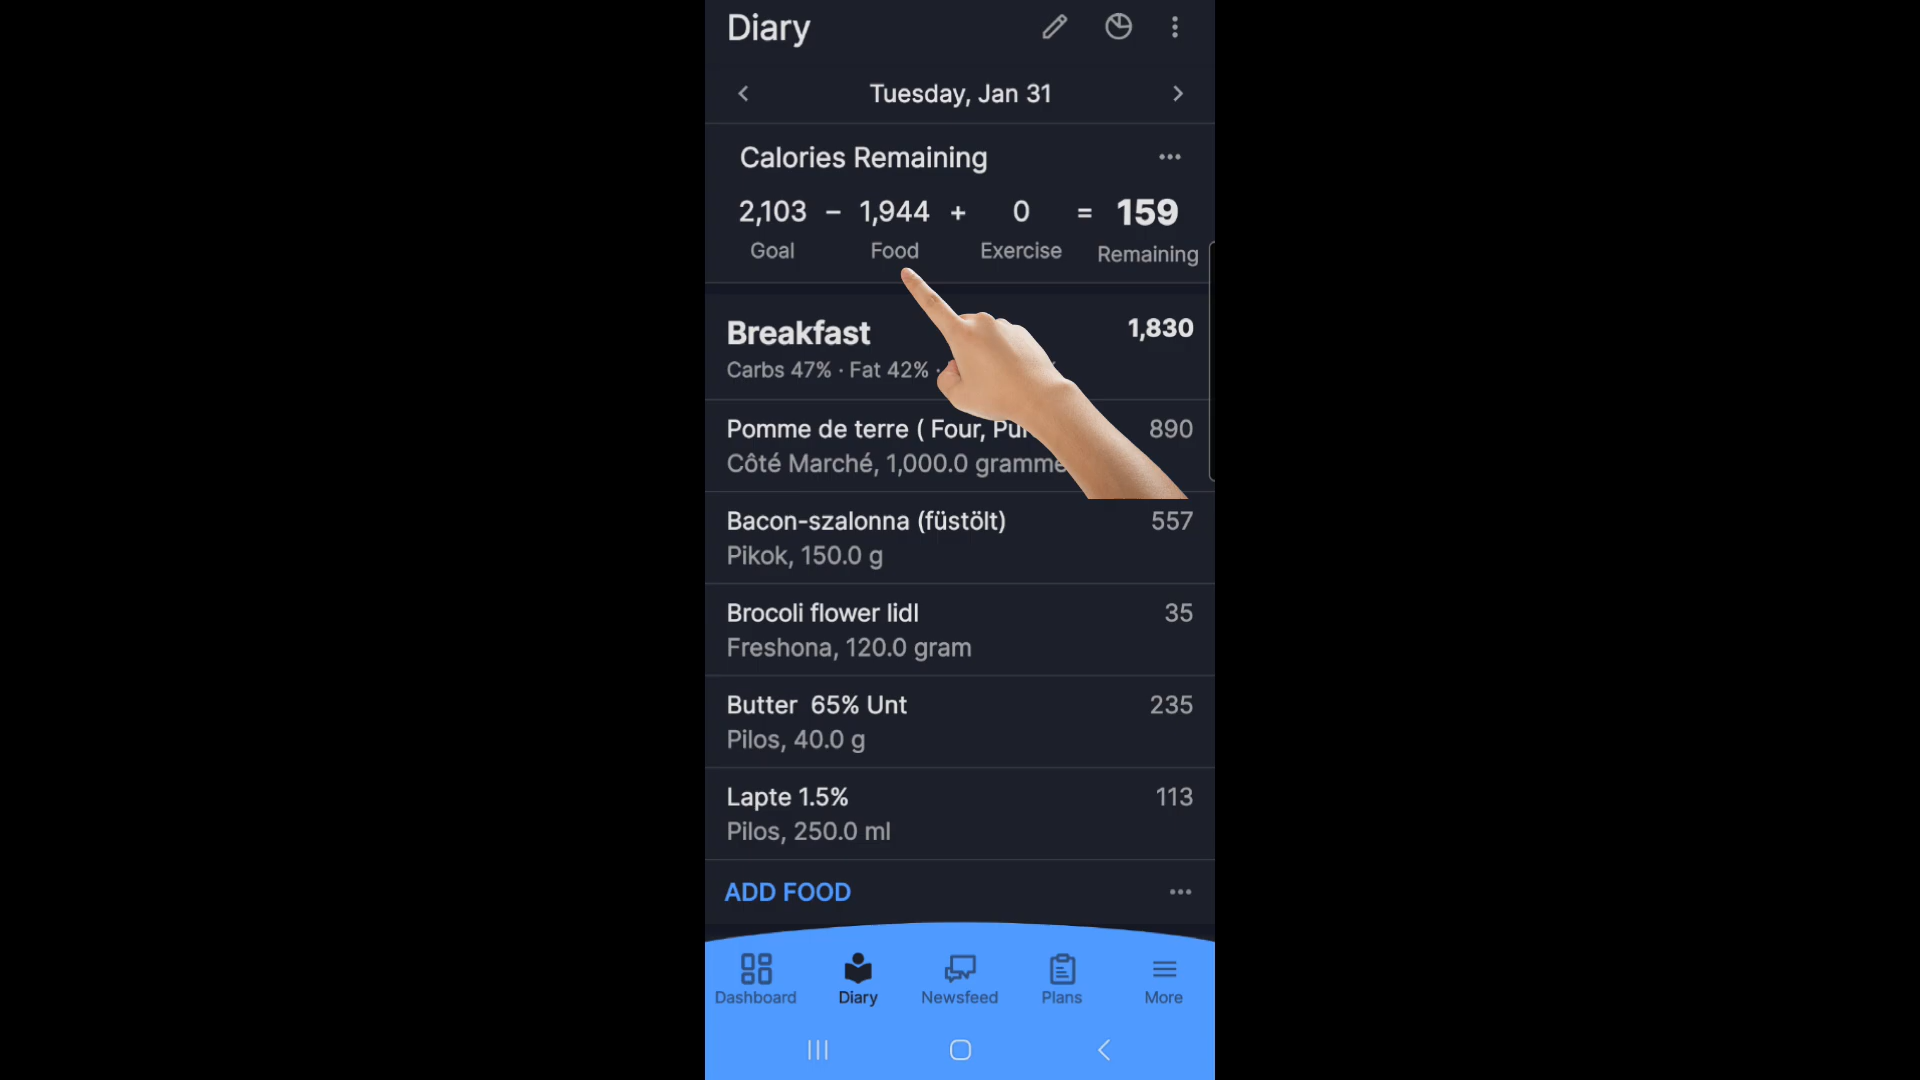 Diary
Tuesday, Jan 31
Calories Remaining
2,103 - 1,944 + 0 = 159
Goal Food Exercise Remaining
Breakfast 1,830
Carbs 47% · Fat 42% ·
Pomme de terre ( Four, 890
Côté Marché, 1,000.0 gramme
Bacon-szalonna (füstölt) 557
Pikok, 150.0 g
Brocoli flower lidl 35
Freshona, 120.0 gram
Butter 65% Unt 235
Pilos, 40.0 g
Lapte 1.5% 113
Pilos, 250.0 ml
ADD FOOD
Dashboard Diary Newsfeed Plans More